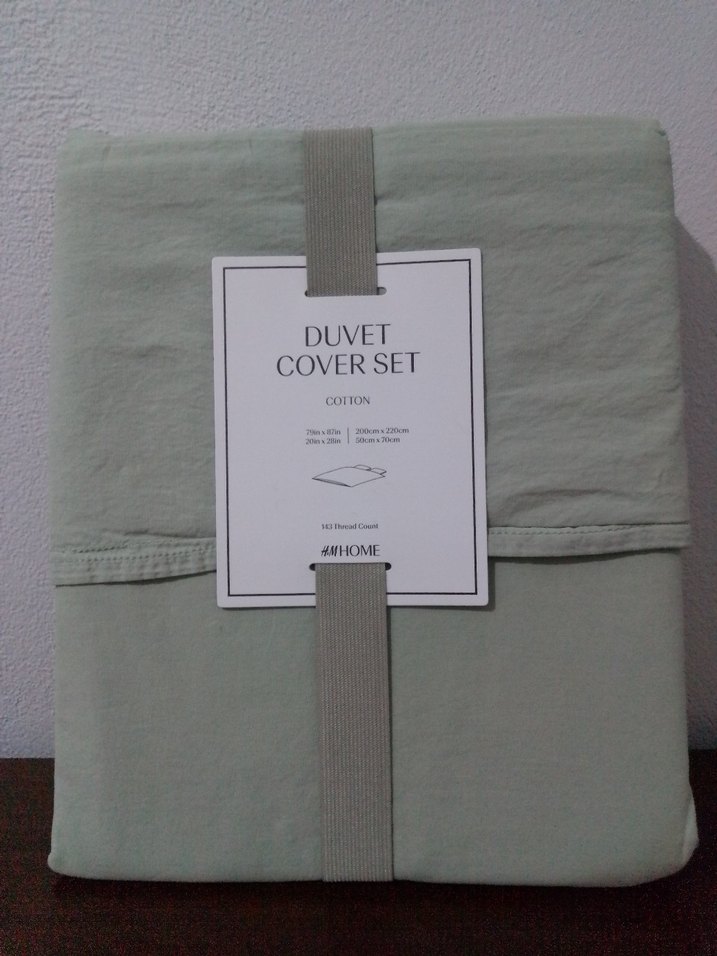 DUVET
COVER SET
COTTON
79in x 87in | 200cm x 220cm
20in x 28in | 50cm x 70cm
143 Thread Count
H&M HOME